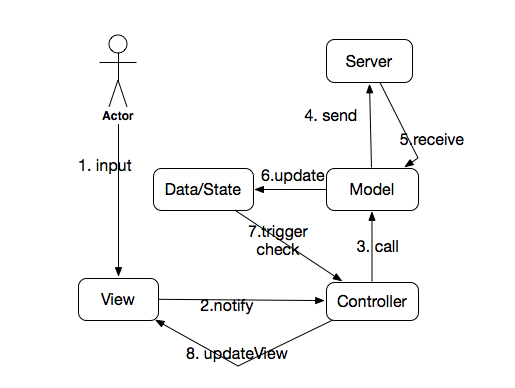 Server
Actor
4. send
5.receive
1. input
6.update
Data/State
Model
7.trigger
check
3. call
View
2.notify
Controller
8. updateView